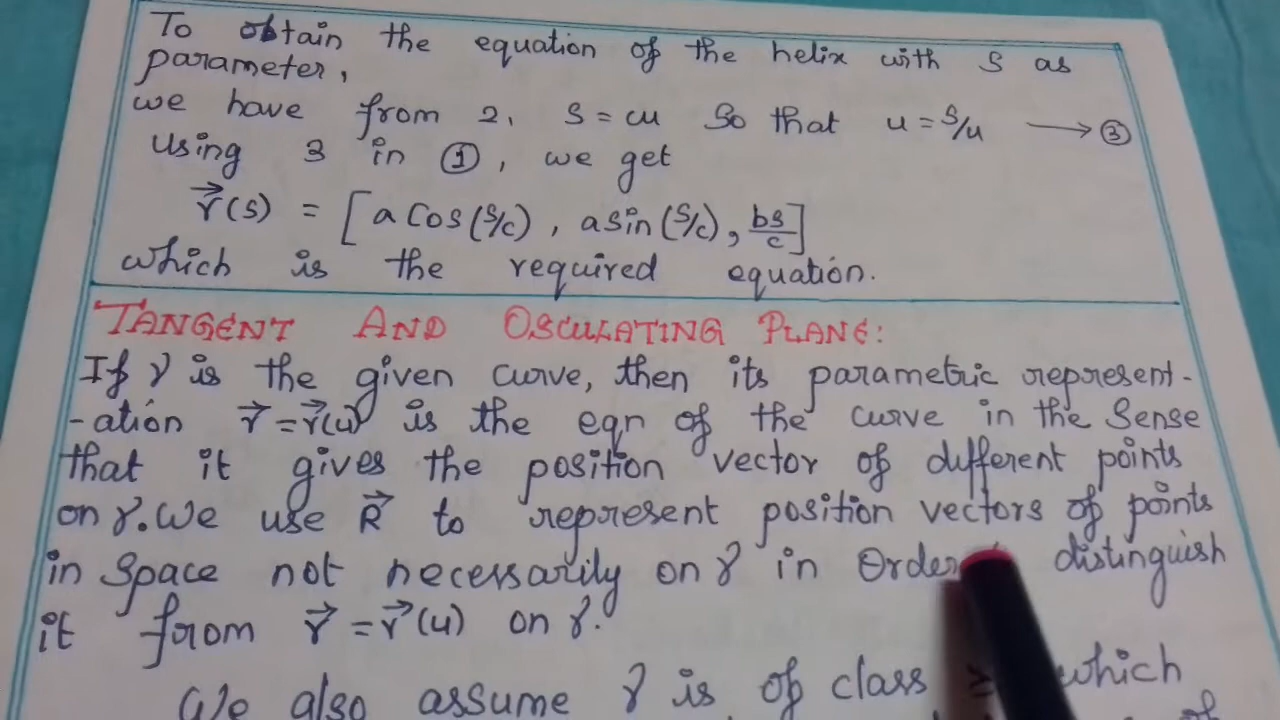 To obtain the equation of the helix with S as
parameter,
we have from 2, S = cu So that u = S/u → ③
Using 3 in ①, we get
r⃗(s) = [a Cos(S/c), a sin(S/c), bs/c]
which is the required equation.
TANGENT AND OSCULATING PLANE:
If γ is the given curve, then its parametric represent-
-ation r⃗ = r⃗(u) is the eqn of the curve in the Sense
that it gives the position vector of different points
on γ. We use R⃗ to represent position vectors of points
in Space not necessarily on γ in Order distinguish
it from r⃗ = r⃗(u) on γ.
We also assume γ is of class which
of